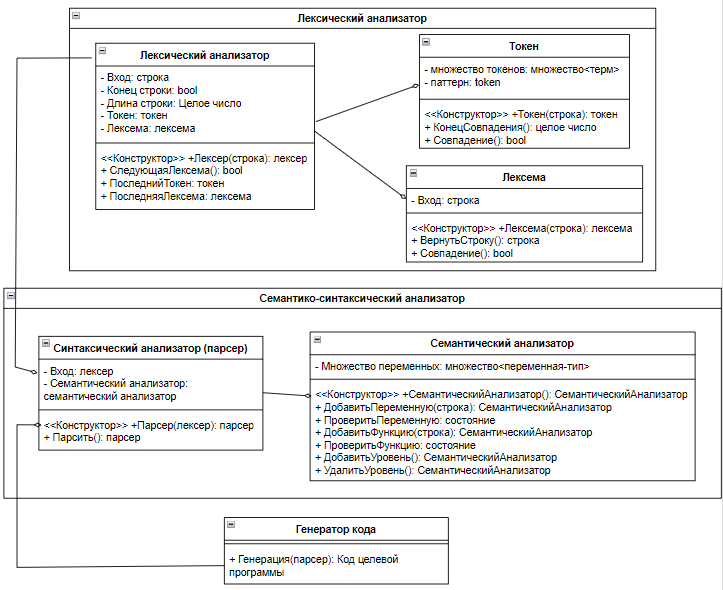 Лексический анализатор
Лексический анализатор
- Вход: строка
- Конец строки: bool
- Длина строки: Целое число
- Токен: токен
- Лексема: лексема
<<Конструктор>> +Лексер(строка): лексер
+ СледующаяЛексема(): bool
+ ПоследнийТокен: токен
+ ПоследняяЛексема: лексема
Токен
- множество токенов: множество<терм>
- паттерн: token
<<Конструктор>> +Токен(строка): токен
+ КонецСовпадения(): целое число
+ Совпадение(): bool
Лексема
- Вход: строка
<<Конструктор>> +Лексема(строка): лексема
+ ВернутьСтроку(): строка
+ Совпадение(): bool
Семантико-синтаксический анализатор
Синтаксический анализатор (парсер)
- Вход: лексер
- Семантический анализатор:
семантический анализатор
<<Конструктор>> +Парсер(лексер): парсер
+ Парсить(): парсер
Семантический анализатор
- Множество переменных: множество<переменная-тип>
<<Конструктор>> +СемантическийАнализатор(): СемантическийАнализатор
+ ДобавитьПеременную(строка): СемантическийАнализатор
+ ПроверитьПеременную: состояние
+ ДобавитьФункцию(строка): СемантическийАнализатор
+ ПроверитьФункцию: состояние
+ ДобавитьУровень(): СемантическийАнализатор
+ УдалитьУровень(): СемантическийАнализатор
Генератор кода
+ Генерация(парсер): Код целевой
программы